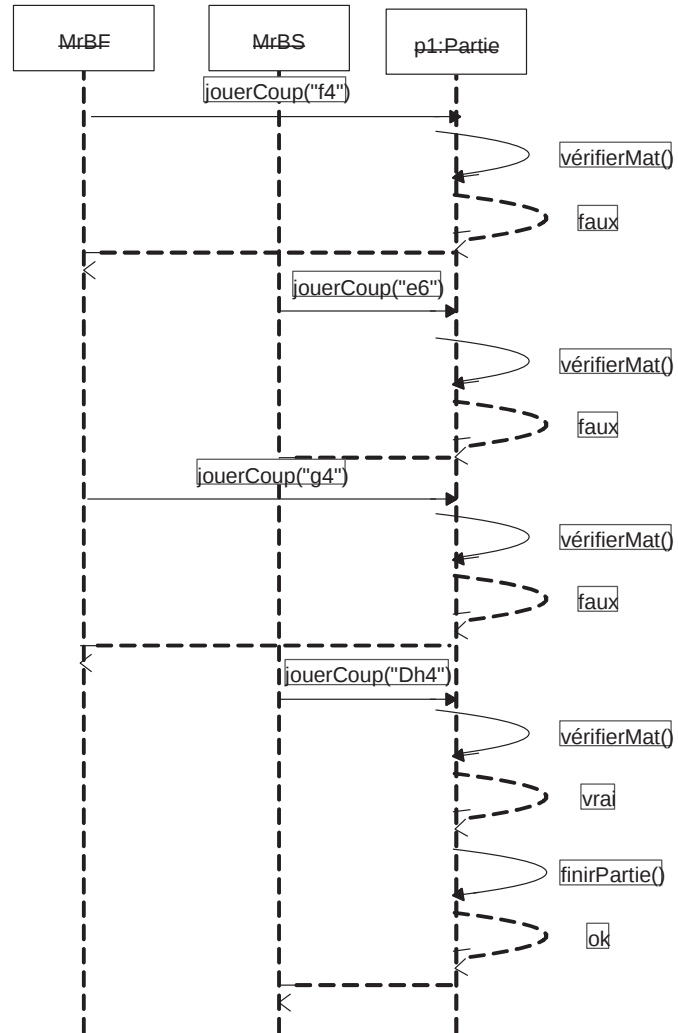 MrBF
MrBS
p1:Partie
jouerCoup("f4")
vérifierMat()
faux
jouerCoup("e6")
vérifierMat()
faux
jouerCoup("g4")
vérifierMat()
faux
jouerCoup("Dh4")
vérifierMat()
vrai
finirPartie()
ok